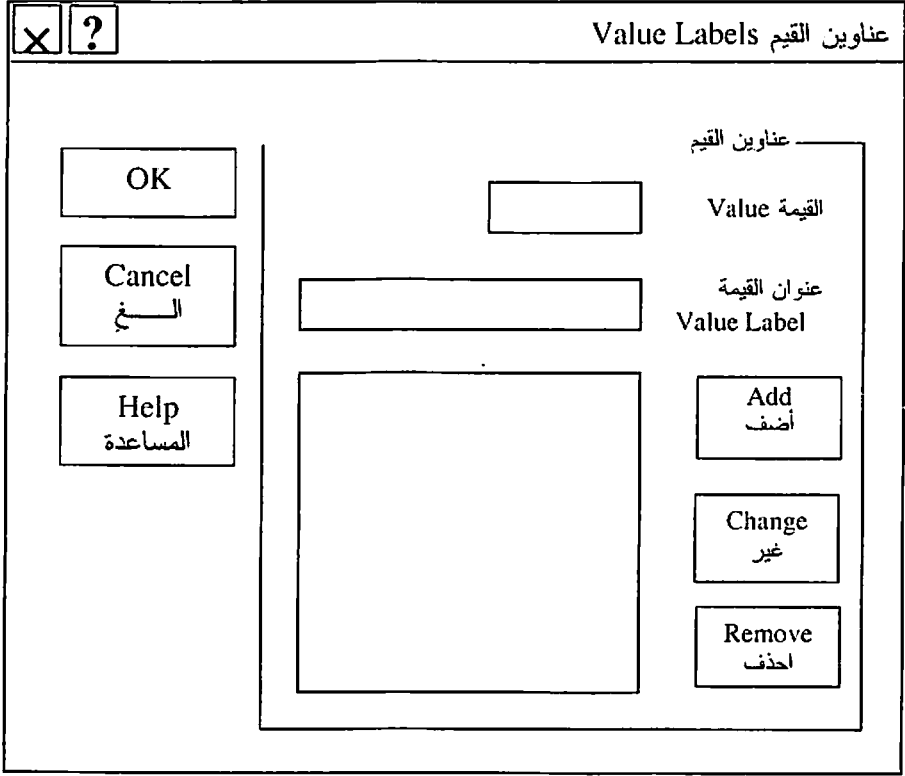 عناوين القيم Value Labels
? ×
عناوين القيم
القيمة Value
عنوان القيمة
Value Label
Add
أضف
Change
غير
Remove
احذف
OK
Cancel
الـــــغِ
Help
المساعدة